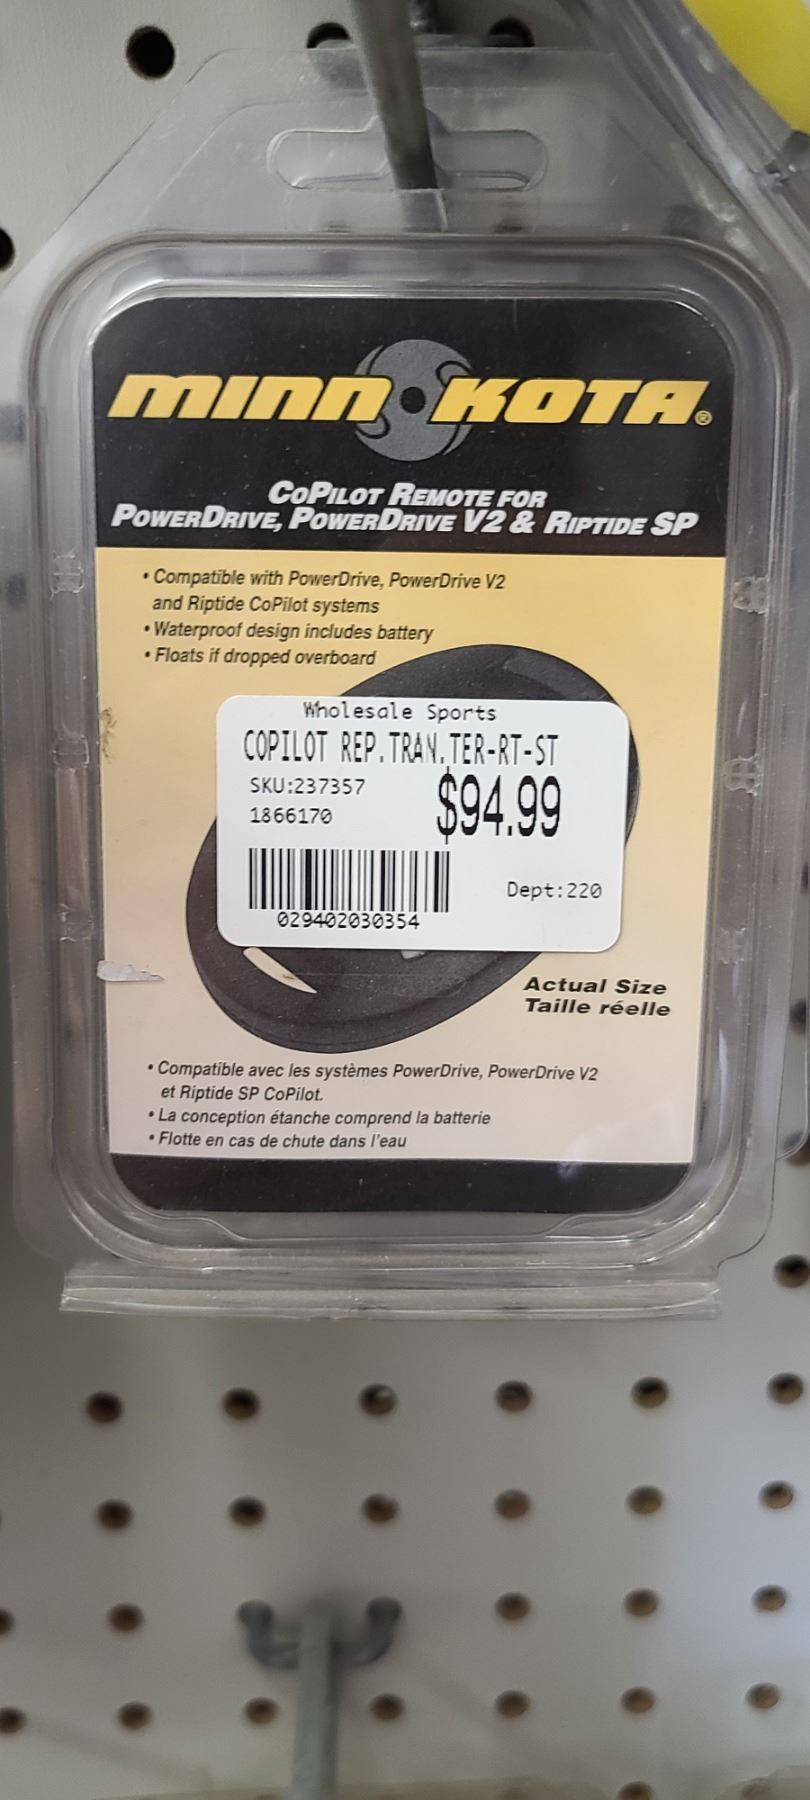 MINN KOTA®
COPILOT REMOTE FOR
POWERDRIVE, POWERDRIVE V2 & RIPTIDE SP
• Compatible with PowerDrive, PowerDrive V2
and Riptide CoPilot systems
• Waterproof design includes battery
• Floats if dropped overboard
Wholesale Sports
COPILOT REP.TRAN.TER-RT-ST
SKU:237357
$94.99
1866170
Dept:220
029402030354
Actual Size
Taille réelle
• Compatible avec les systèmes PowerDrive, PowerDrive V2
et Riptide SP CoPilot.
• La conception étanche comprend la batterie
• Flotte en cas de chute dans l'eau